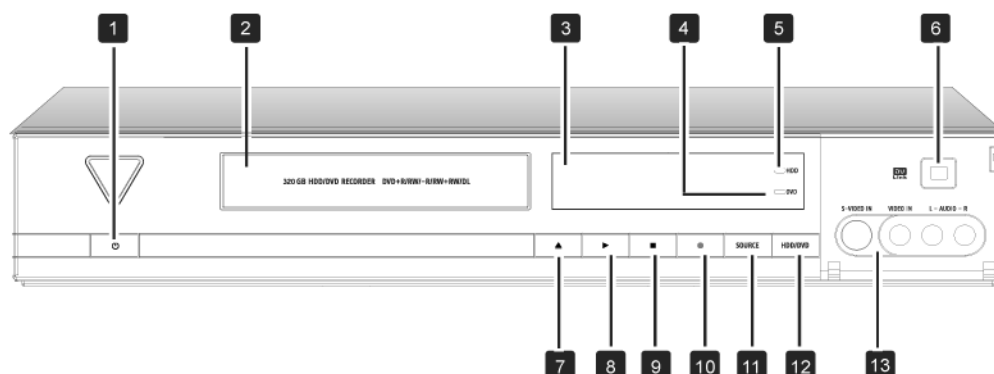 1 2 3 4 5 6
HDD
DVD
320 GB HDD/DVD RECORDER DVD+R/RW/-R/RW+RW/DL
DV
S-VIDEO IN VIDEO IN L - AUDIO - R
SOURCE HDD/DVD
7 8 9 10 11 12 13